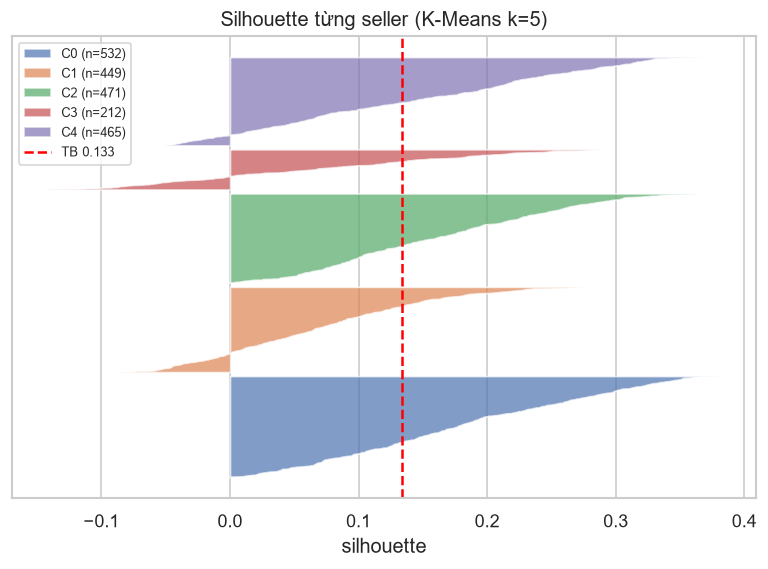 Silhouette từng seller (K-Means k=5)
C0 (n=532)
C1 (n=449)
C2 (n=471)
C3 (n=212)
C4 (n=465)
TB 0.133
−0.1 0.0 0.1 0.2 0.3 0.4
silhouette